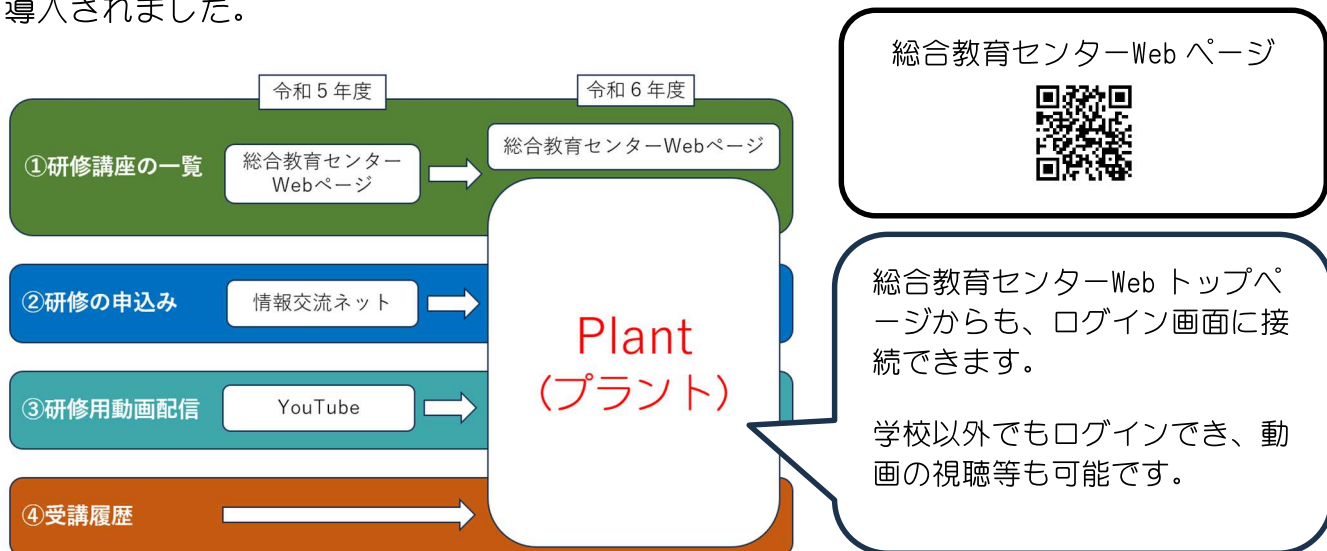 導入されました。
令和5年度
令和6年度
①研修講座の一覧
総合教育センター
Webページ
総合教育センターWebページ
②研修の申込み
情報交流ネット
③研修用動画配信
YouTube
④受講履歴
Plant
(プラント)
総合教育センターWeb ページ
総合教育センターWeb トップペ
ージからも、ログイン画面に接
続できます。
学校以外でもログインでき、動
画の視聴等も可能です。